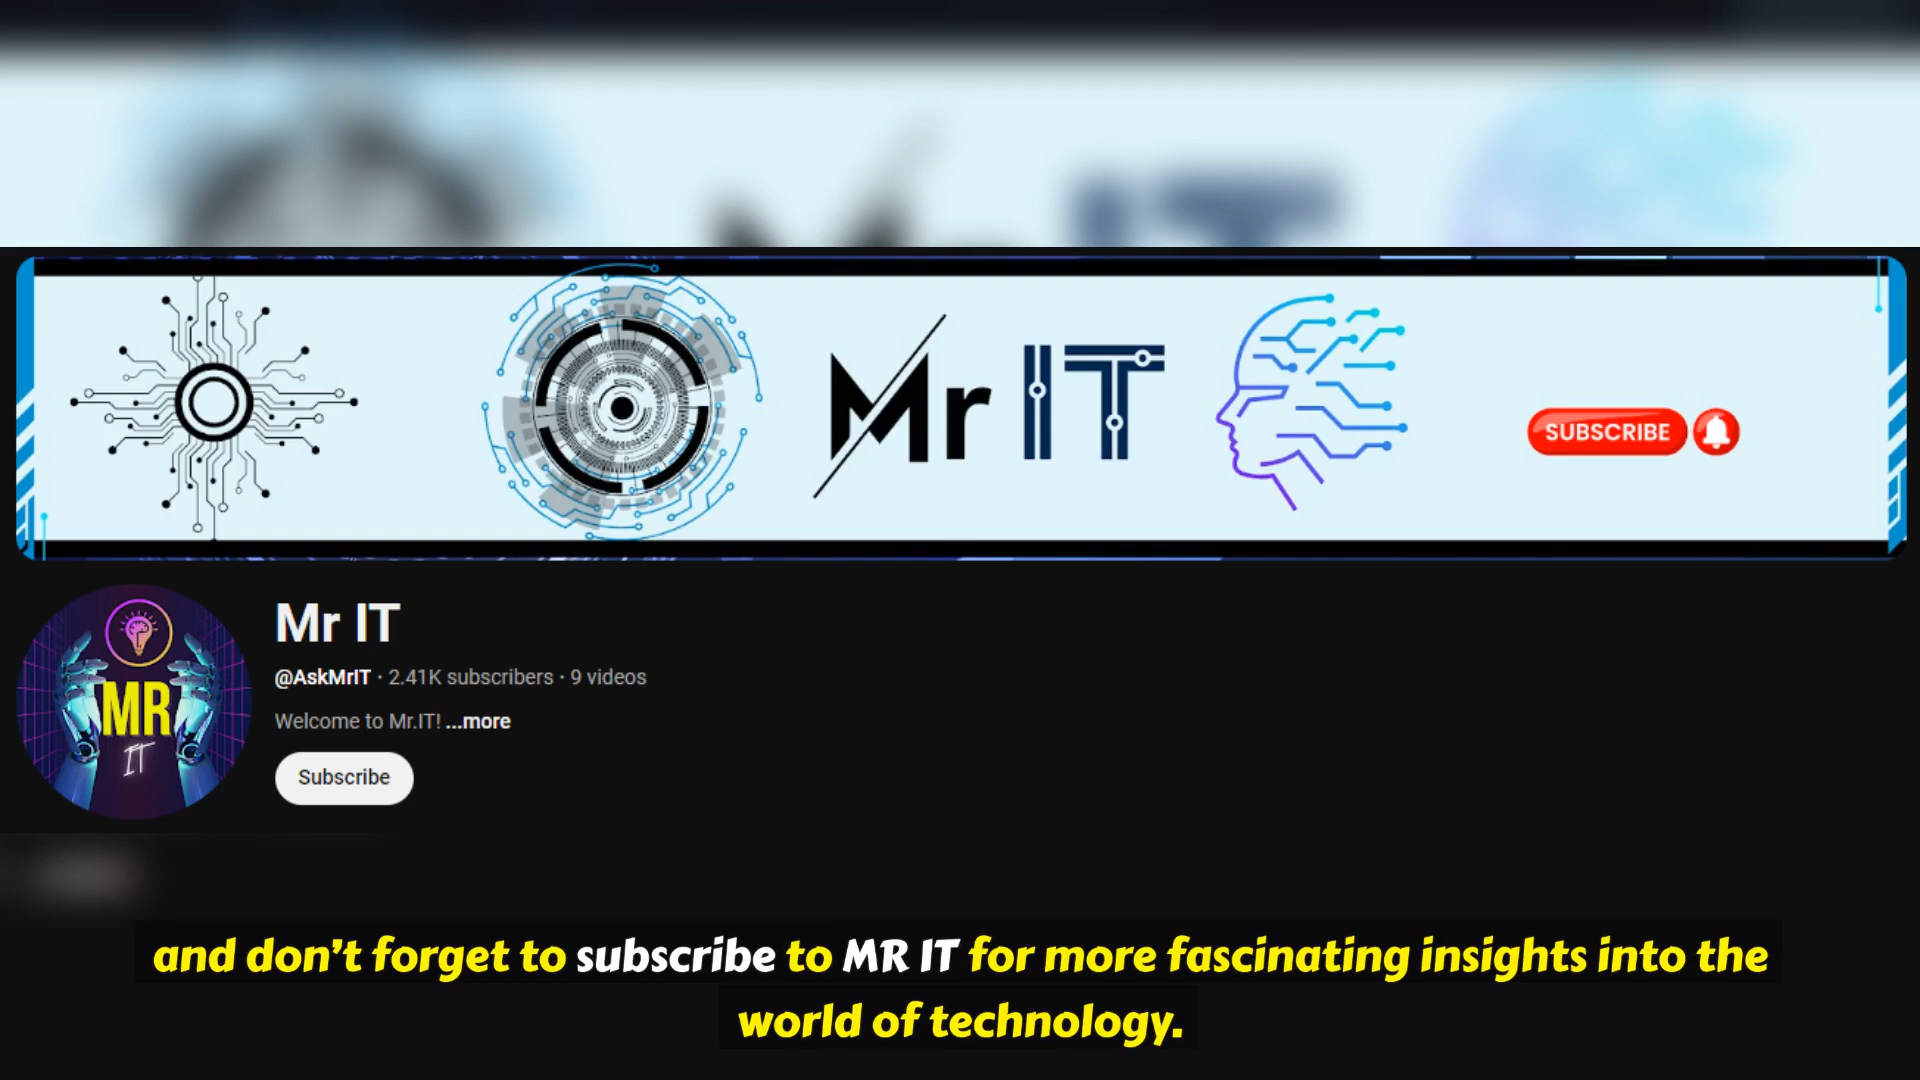 Mr IT
SUBSCRIBE
MR
IT
Mr IT
@AskMrIT · 2.41K subscribers · 9 videos
Welcome to Mr.IT! ...more
Subscribe
and don't forget to subscribe to MR IT for more fascinating insights into the
world of technology.